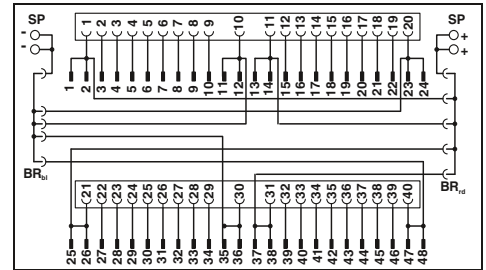 SP 1 2 3 4 5 6 7 8 9 10 11 12 13 14 15 16 17 18 19 20 SP
- +
- +
1 2 3 4 5 6 7 8 9 10 11 12 13 14 15 16 17 18 19 20 21 22 23 24
BRbl BRrd
21 22 23 24 25 26 27 28 29 30 31 32 33 34 35 36 37 38 39 40
25 26 27 28 29 30 31 32 33 34 35 36 37 38 39 40 41 42 43 44 45 46 47 48